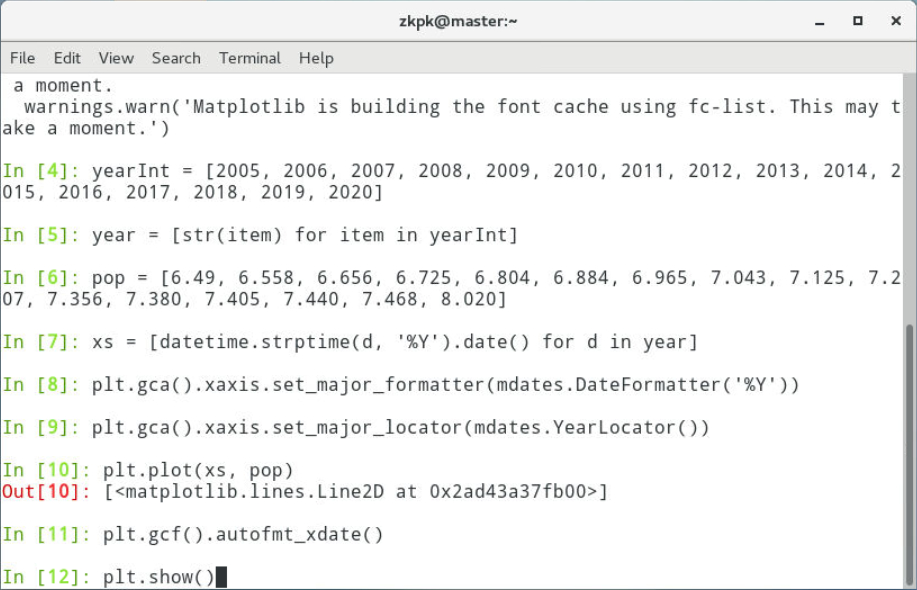 zkpk@master:~
File Edit View Search Terminal Help
a moment.
warnings.warn('Matplotlib is building the font cache using fc-list. This may t
ake a moment.')
In [4]: yearInt = [2005, 2006, 2007, 2008, 2009, 2010, 2011, 2012, 2013, 2014, 2
015, 2016, 2017, 2018, 2019, 2020]
In [5]: year = [str(item) for item in yearInt]
In [6]: pop = [6.49, 6.558, 6.656, 6.725, 6.804, 6.884, 6.965, 7.043, 7.125, 7.2
07, 7.356, 7.380, 7.405, 7.440, 7.468, 8.020]
In [7]: xs = [datetime.strptime(d, '%Y').date() for d in year]
In [8]: plt.gca().xaxis.set_major_formatter(mdates.DateFormatter('%Y'))
In [9]: plt.gca().xaxis.set_major_locator(mdates.YearLocator())
In [10]: plt.plot(xs, pop)
Out[10]: [<matplotlib.lines.Line2D at 0x2ad43a37fb00>]
In [11]: plt.gcf().autofmt_xdate()
In [12]: plt.show()